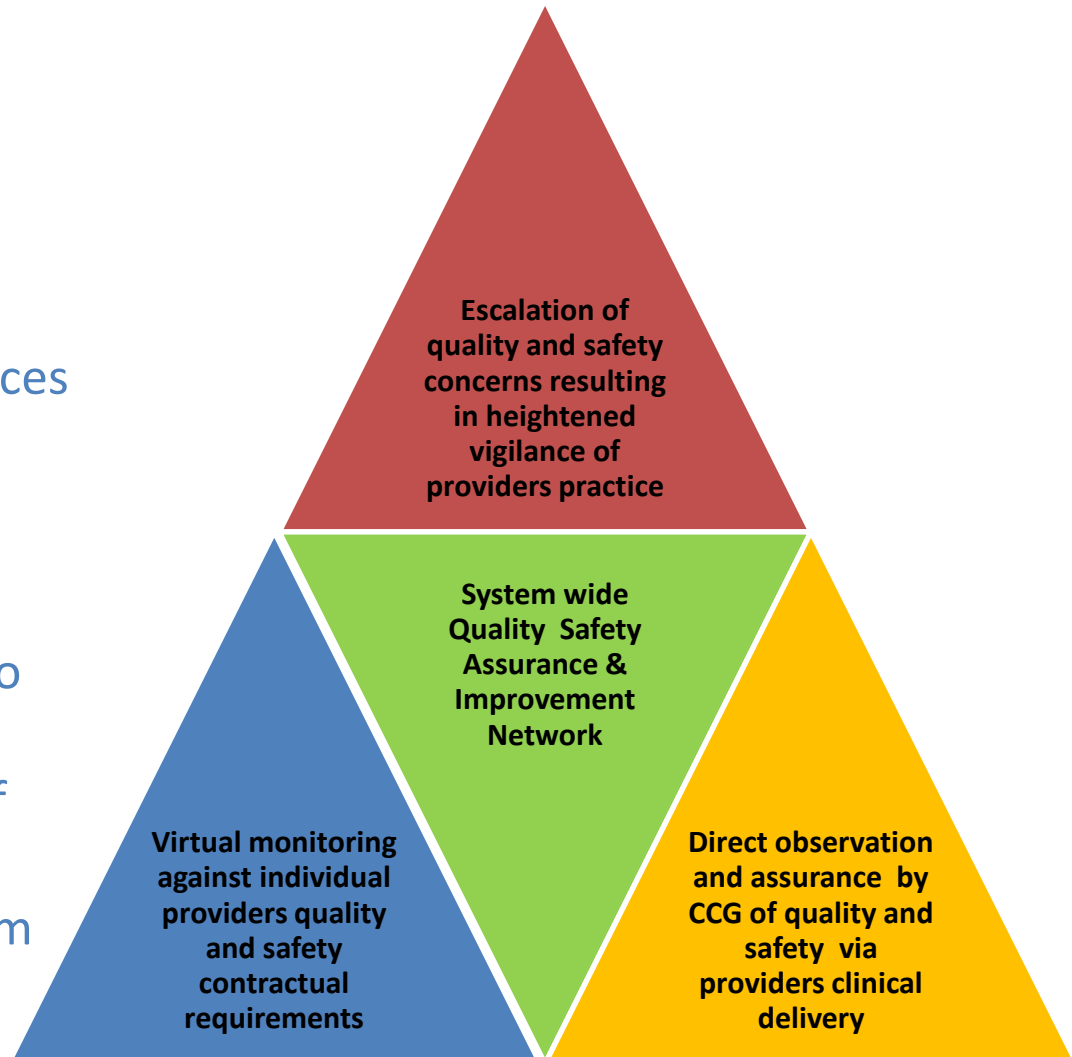 ces
o
f
m
Escalation of
quality and safety
concerns resulting
in heightened
vigilance of
providers practice
System wide
Quality Safety
Assurance &
Improvement
Network
Virtual monitoring
against individual
providers quality
and safety
contractual
requirements
Direct observation
and assurance by
CCG of quality and
safety via
providers clinical
delivery